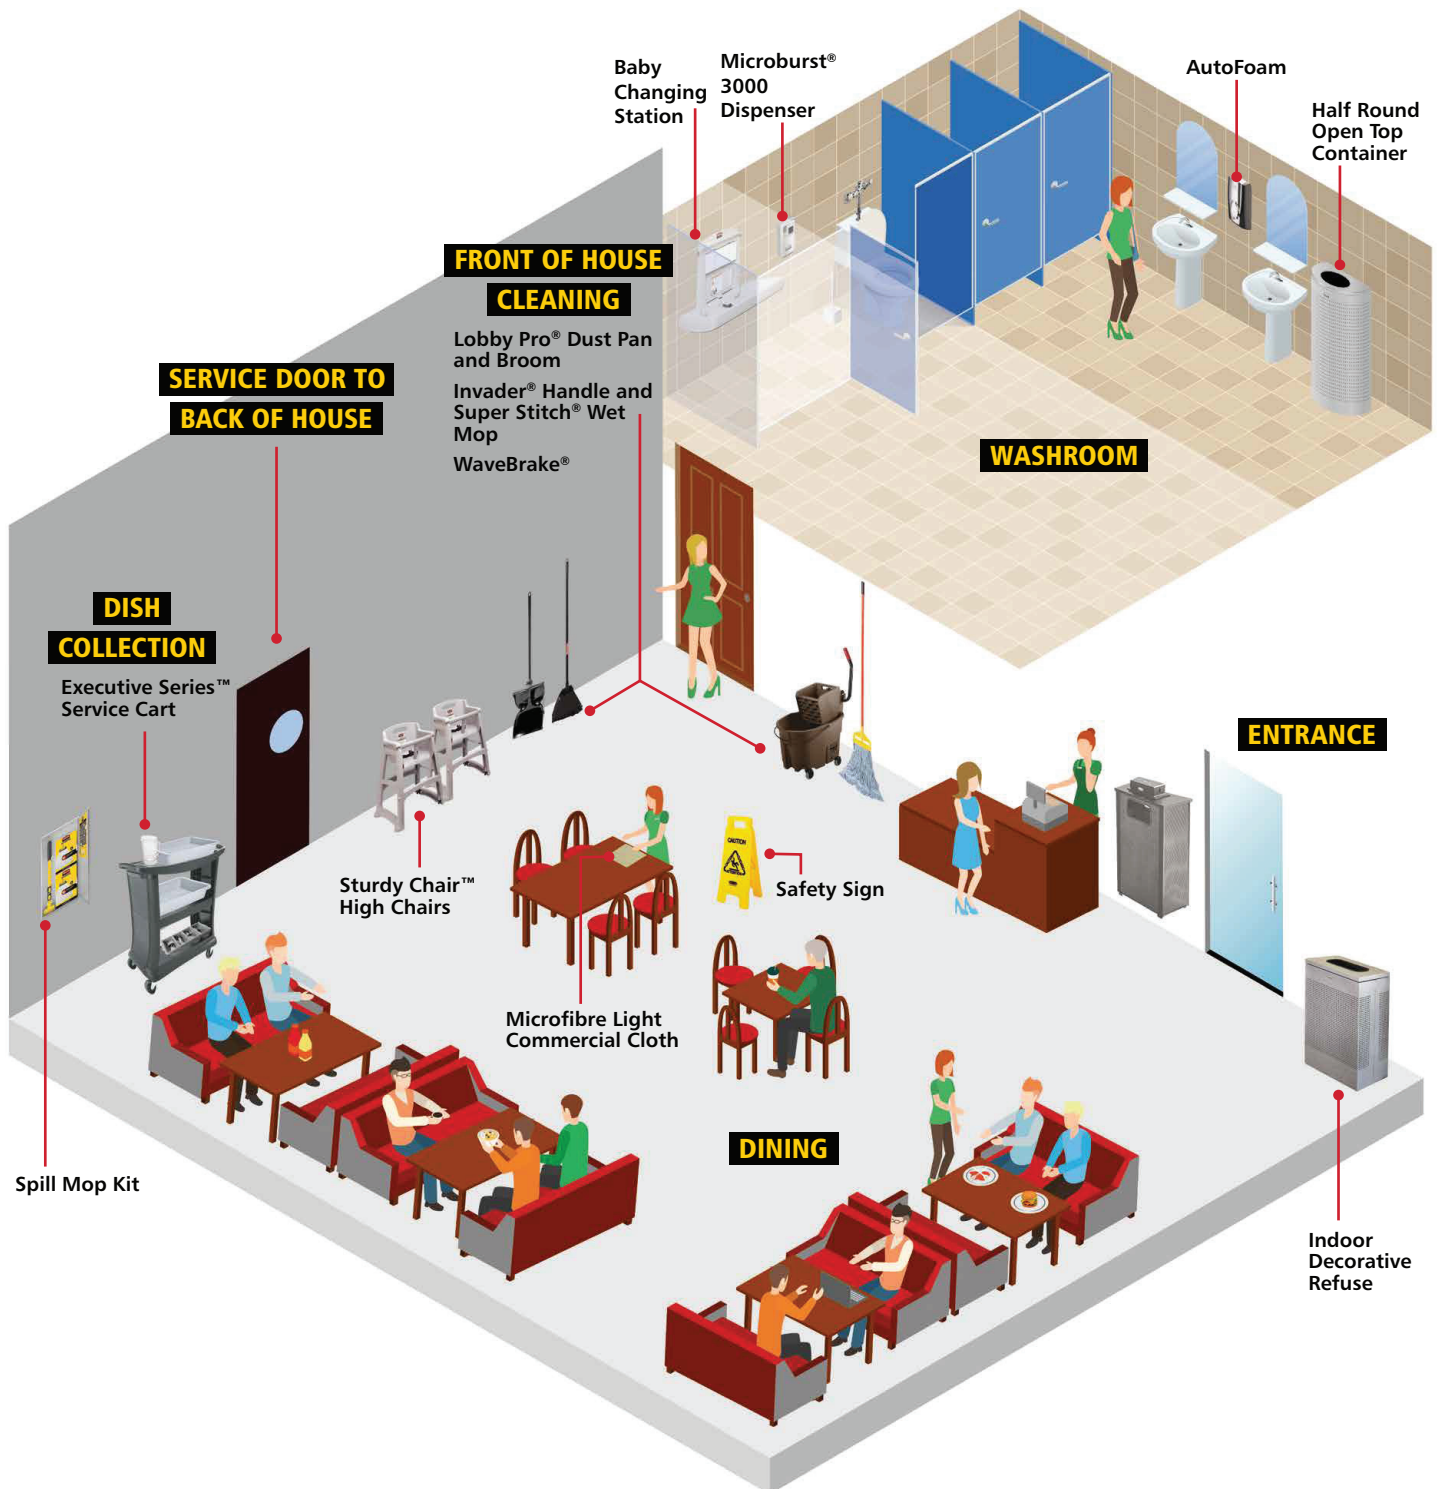 Baby
Changing
Station
Microburst®
3000
Dispenser
AutoFoam
Half Round
Open Top
Container
FRONT OF HOUSE
CLEANING
Lobby Pro® Dust Pan
and Broom
Invader® Handle and
Super Stitch® Wet
Mop
WaveBrake®
SERVICE DOOR TO
BACK OF HOUSE
WASHROOM
DISH
COLLECTION
Executive Series™
Service Cart
ENTRANCE
CAUTION
Sturdy Chair™
High Chairs
Safety Sign
Microfibre Light
Commercial Cloth
DINING
Spill Mop Kit
Indoor
Decorative
Refuse